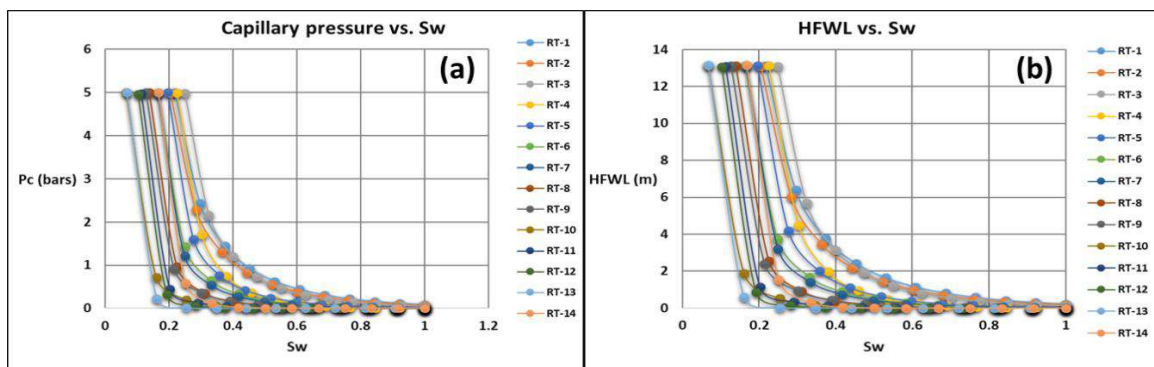 Capillary pressure vs. Sw
(a)
6
5
4
3
2
1
0
Pc (bars)
0
0.2
0.4
0.6
0.8
1
1.2
Sw
RT-1
RT-2
RT-3
RT-4
RT-5
RT-6
RT-7
RT-8
RT-9
RT-10
RT-11
RT-12
RT-13
RT-14
HFWL vs. Sw
(b)
14
12
10
8
6
4
2
0
HFWL (m)
0
0.2
0.4
0.6
0.8
1
Sw
RT-1
RT-2
RT-3
RT-4
RT-5
RT-6
RT-7
RT-8
RT-9
RT-10
RT-11
RT-12
RT-13
RT-14